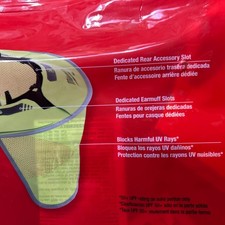 Dedicated Rear Accessory Slot
Ranura de accesorio trasera dedicada
Fente d'accessoire arrière dédiée
Dedicated Earmuff Slots
Ranuras de orejeras dedicadas
Fentes pour casque dédiées
Blocks Harmful UV Rays*
Bloquea los rayos UV dañinos*
Protection contre les rayons UV nuisibles*